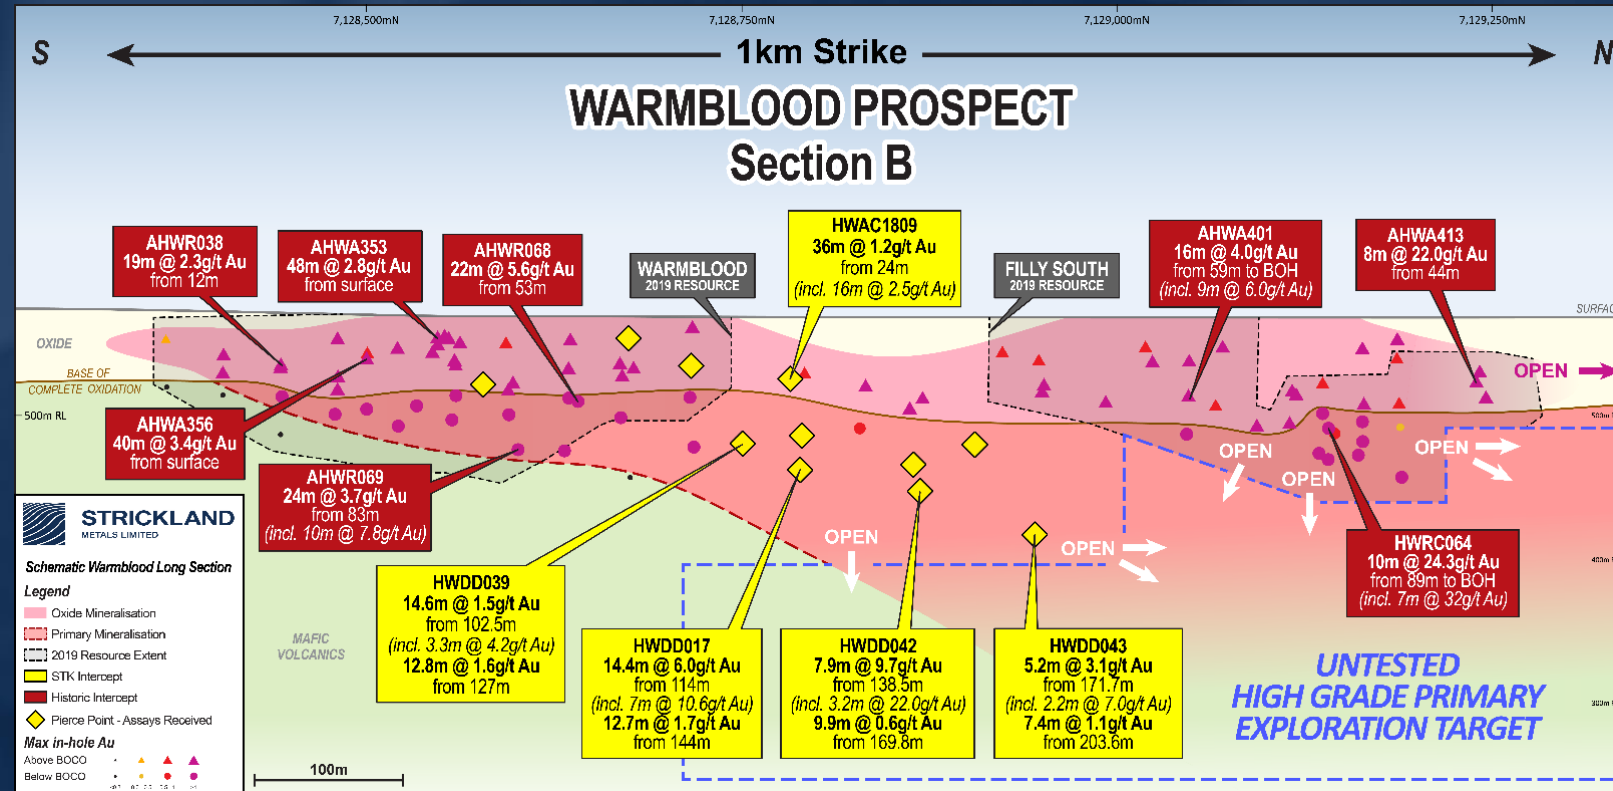 7,128,500mN
7,128,750mN
7,129,000mN
7,129,250mN
S
1km Strike
N
WARMBLOOD PROSPECT
Section B
AHWR038
19m @ 2.3g/t Au
from 12m
AHWA353
48m @ 2.8g/t Au
from surface
AHWR068
22m @ 5.6g/t Au
from 53m
WARMBLOOD
2019 RESOURCE
HWAC1809
36m @ 1.2g/t Au
from 24m
(incl. 16m @ 2.5g/t Au)
FILLY SOUTH
2019 RESOURCE
AHWA401
16m @ 4.0g/t Au
from 59m to BOH
(incl. 9m @ 6.0g/t Au)
AHWA413
8m @ 22.0g/t Au
from 44m
SURFAC
OXIDE
BASE OF
COMPLETE OXIDATION
500m RL
OPEN
500m
AHWA356
40m @ 3.4g/t Au
from surface
AHWR069
24m @ 3.7g/t Au
from 83m
(incl. 10m @ 7.8g/t Au)
OPEN
OPEN
OPEN
OPEN
OPEN
HWRC064
10m @ 24.3g/t Au
from 89m to BOH
(incl. 7m @ 32g/t Au)
400m
HWDD039
14.6m @ 1.5g/t Au
from 102.5m
(incl. 3.3m @ 4.2g/t Au)
12.8m @ 1.6g/t Au
from 127m
HWDD017
14.4m @ 6.0g/t Au
from 114m
(incl. 7m @ 10.6g/t Au)
12.7m @ 1.7g/t Au
from 144m
HWDD042
7.9m @ 9.7g/t Au
from 138.5m
(incl. 3.2m @ 22.0g/t Au)
9.9m @ 0.6g/t Au
from 169.8m
HWDD043
5.2m @ 3.1g/t Au
from 171.7m
(incl. 2.2m @ 7.0g/t Au)
7.4m @ 1.1g/t Au
from 203.6m
MAFIC
VOLCANICS
UNTESTED
HIGH GRADE PRIMARY
EXPLORATION TARGET
300m
STRICKLAND
METALS LIMITED
Schematic Warmblood Long Section
Legend
Oxide Mineralisation
Primary Mineralisation
2019 Resource Extent
STK Intercept
Historic Intercept
Pierce Point - Assays Received
Max in-hole Au
Above BOCO
Below BOCO
100m